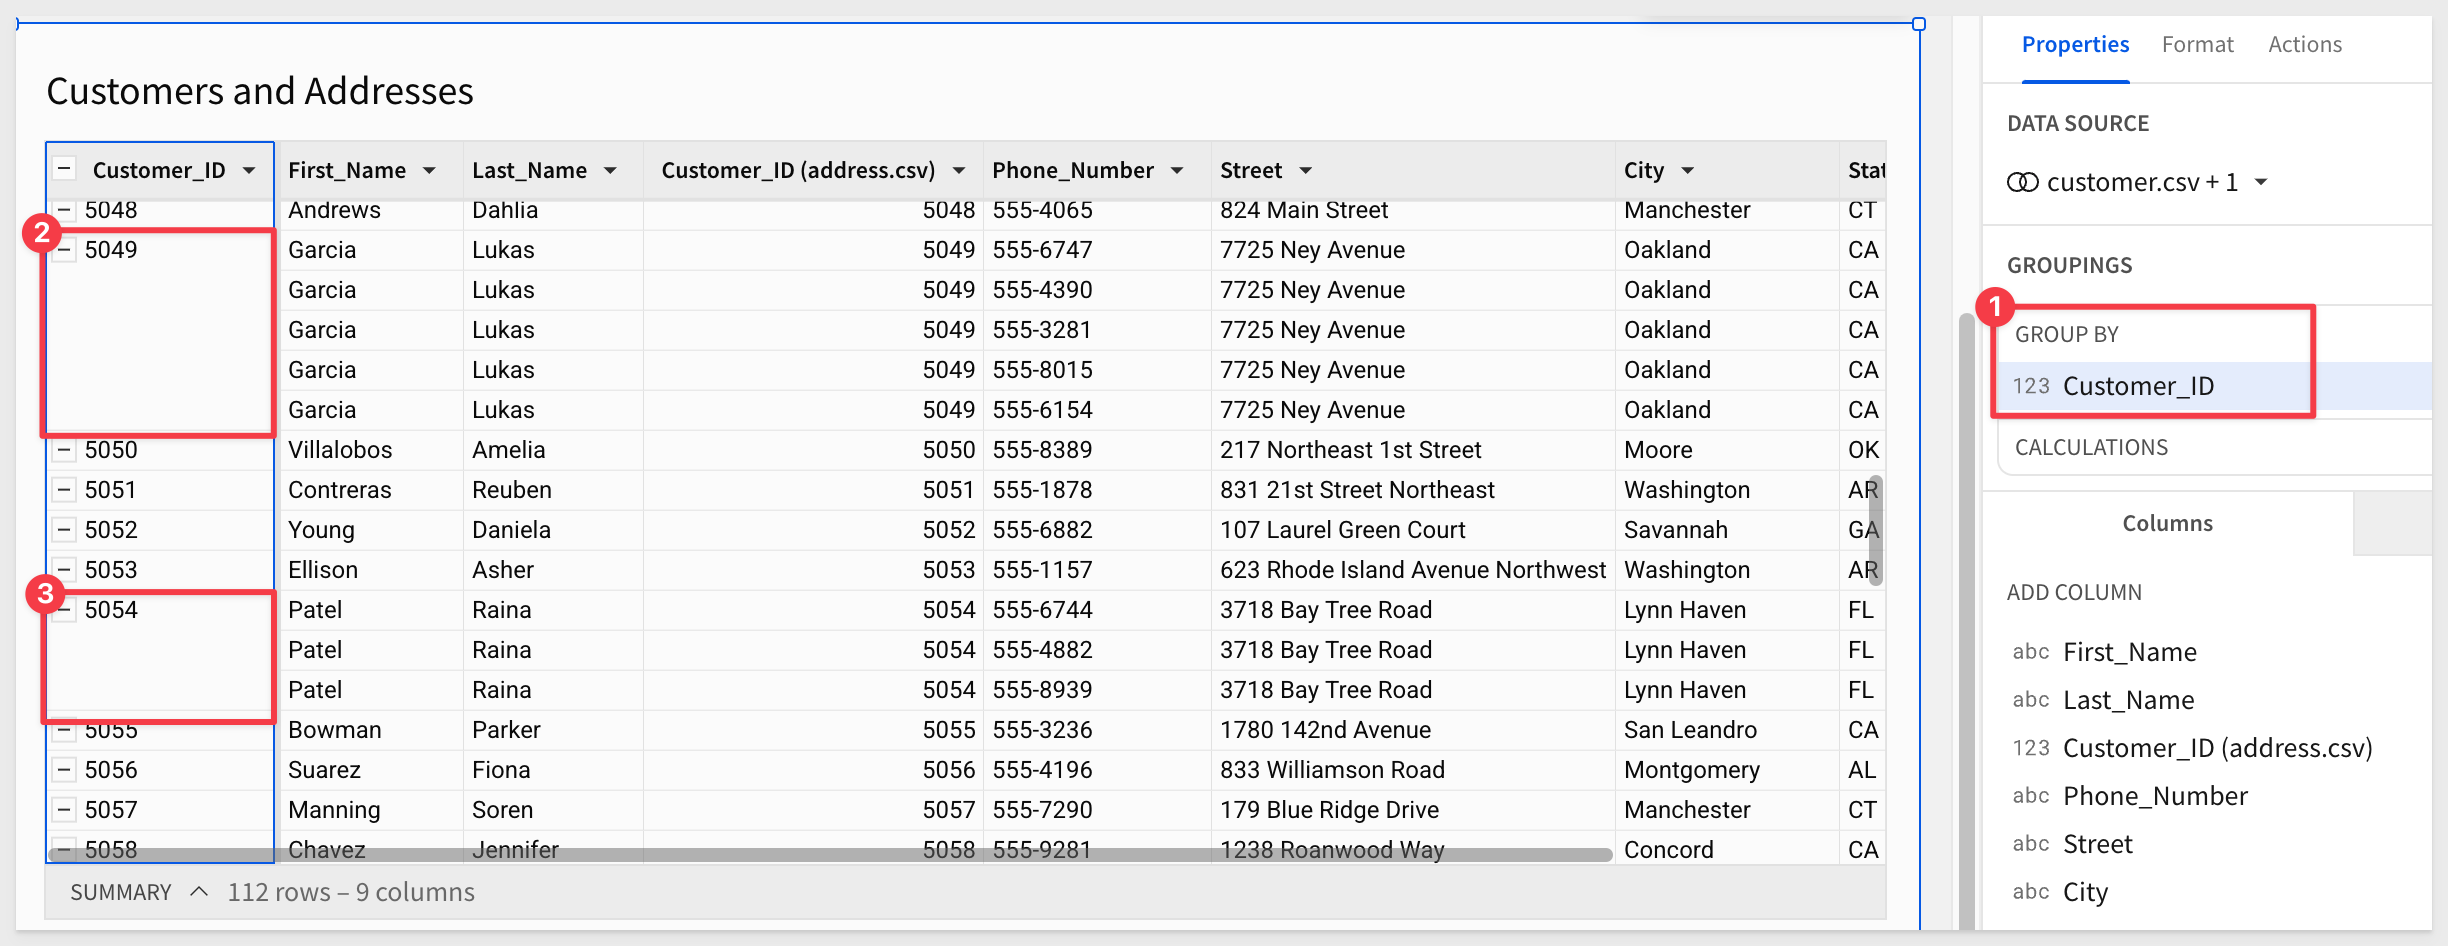 Customers and Addresses
Customer_ID First_Name Last_Name Customer_ID (address.csv) Phone_Number Street City Stat
5048 Andrews Dahlia 5048 555-4065 824 Main Street Manchester CT
2
5049 Garcia Lukas 5049 555-6747 7725 Ney Avenue Oakland CA
Garcia Lukas 5049 555-4390 7725 Ney Avenue Oakland CA
Garcia Lukas 5049 555-3281 7725 Ney Avenue Oakland CA
Garcia Lukas 5049 555-8015 7725 Ney Avenue Oakland CA
Garcia Lukas 5049 555-6154 7725 Ney Avenue Oakland CA
5050 Villalobos Amelia 5050 555-8389 217 Northeast 1st Street Moore OK
5051 Contreras Reuben 5051 555-1878 831 21st Street Northeast Washington AR
5052 Young Daniela 5052 555-6882 107 Laurel Green Court Savannah GA
5053 Ellison Asher 5053 555-1157 623 Rhode Island Avenue Northwest Washington AR
3
5054 Patel Raina 5054 555-6744 3718 Bay Tree Road Lynn Haven FL
Patel Raina 5054 555-4882 3718 Bay Tree Road Lynn Haven FL
Patel Raina 5054 555-8939 3718 Bay Tree Road Lynn Haven FL
5055 Bowman Parker 5055 555-3236 1780 142nd Avenue San Leandro CA
5056 Suarez Fiona 5056 555-4196 833 Williamson Road Montgomery AL
5057 Manning Soren 5057 555-7290 179 Blue Ridge Drive Manchester CT
5058 Chavez Jennifer 5058 555-9281 1238 Roanwood Way Concord CA
SUMMARY 112 rows – 9 columns
Properties Format Actions
DATA SOURCE
customer.csv + 1
GROUPINGS
1
GROUP BY
123 Customer_ID
CALCULATIONS
Columns
ADD COLUMN
abc First_Name
abc Last_Name
123 Customer_ID (address.csv)
abc Phone_Number
abc Street
abc City